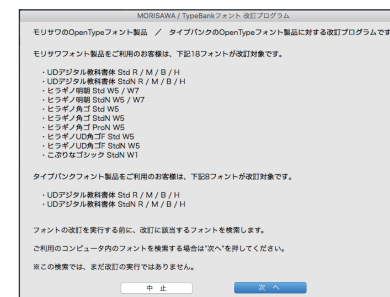 MORISAWA / TypeBankフォント 改訂プログラム
モリサワのOpenTypeフォント製品 ／ タイプバンクのOpenTypeフォント製品に対する改訂プログラムです
モリサワフォント製品をご利用のお客様は、下記18フォントが改訂対象です。
・UDデジタル教科書体 Std R / M / B / H
・UDデジタル教科書体 StdN R / M / B / H
・ヒラギノ明朝 Std W5 / W7
・ヒラギノ明朝 StdN W5 / W7
・ヒラギノ角ゴ Std W5
・ヒラギノ角ゴ StdN W5
・ヒラギノ角ゴ ProN W5
・ヒラギノUD角ゴF Std W5
・ヒラギノUD角ゴF StdN W5
・こぶりなゴシック StdN W1
タイプバンクフォント製品をご利用のお客様は、下記8フォントが改訂対象です。
・UDデジタル教科書体 Std R / M / B / H
・UDデジタル教科書体 StdN R / M / B / H
フォントの改訂を実行する前に、改訂に該当するフォントを検索します。
ご利用のコンピュータ内のフォントを検索する場合は"次へ"を押してください。
※この検索では、まだ改訂の実行ではありません。
中 止
次 へ